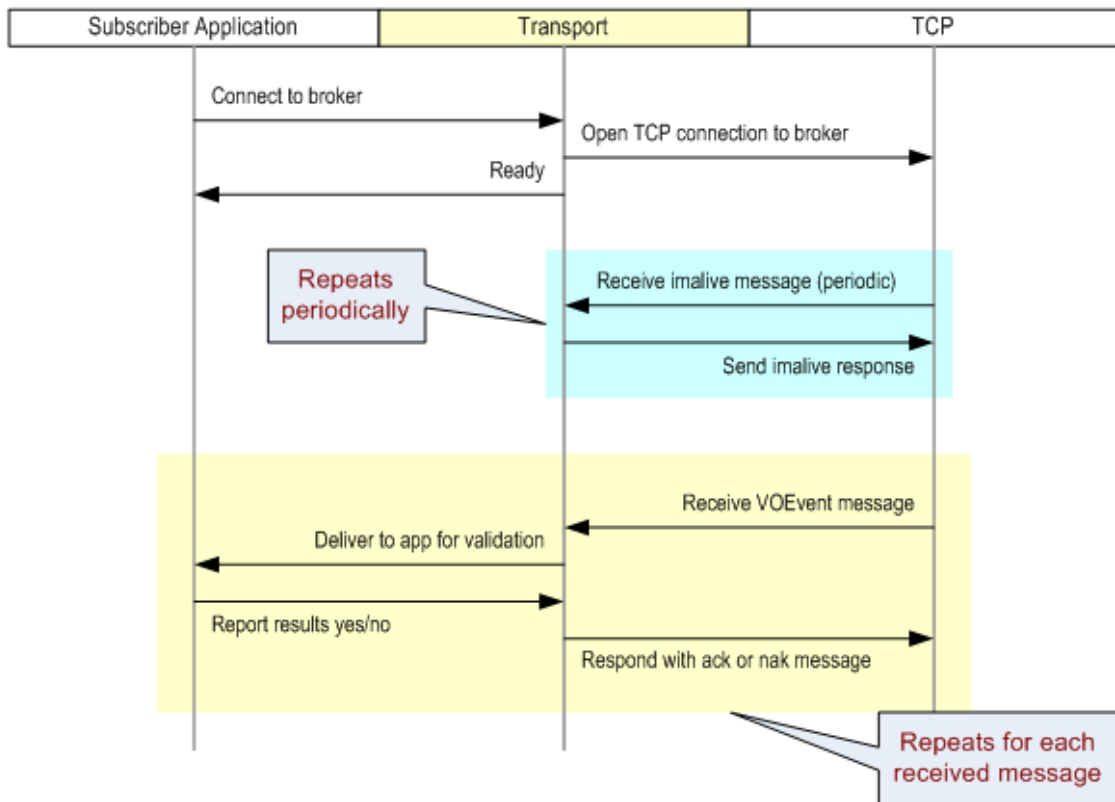 Subscriber Application
Transport
TCP
Connect to broker
Open TCP connection to broker
Ready
Repeats
periodically
Receive imalive message (periodic)
Send imalive response
Receive VOEvent message
Deliver to app for validation
Report results yes/no
Respond with ack or nak message
Repeats for each
received message